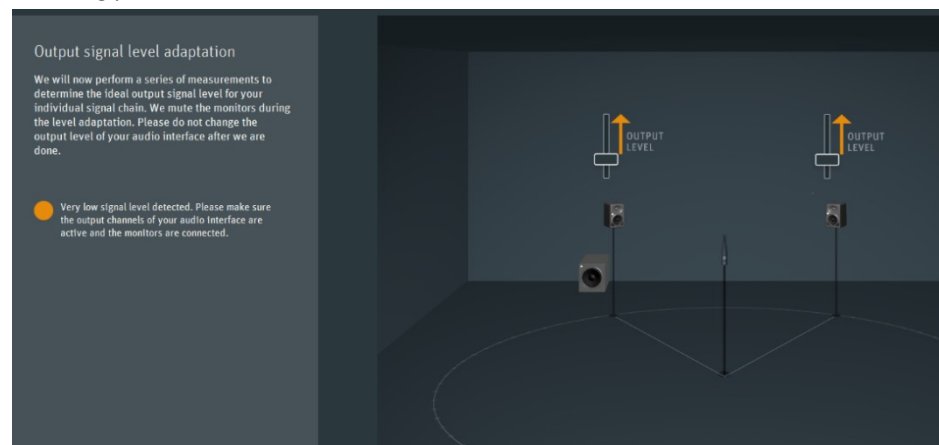 Output signal level adaptation
We will now perform a series of measurements to
determine the ideal output signal level for your
individual signal chain. We mute the monitors during
the level adaptation. Please do not change the
output level of your audio interface after we are
done.
Very low signal level detected. Please make sure
the output channels of your audio interface are
active and the monitors are connected.
OUTPUT
LEVEL
OUTPUT
LEVEL